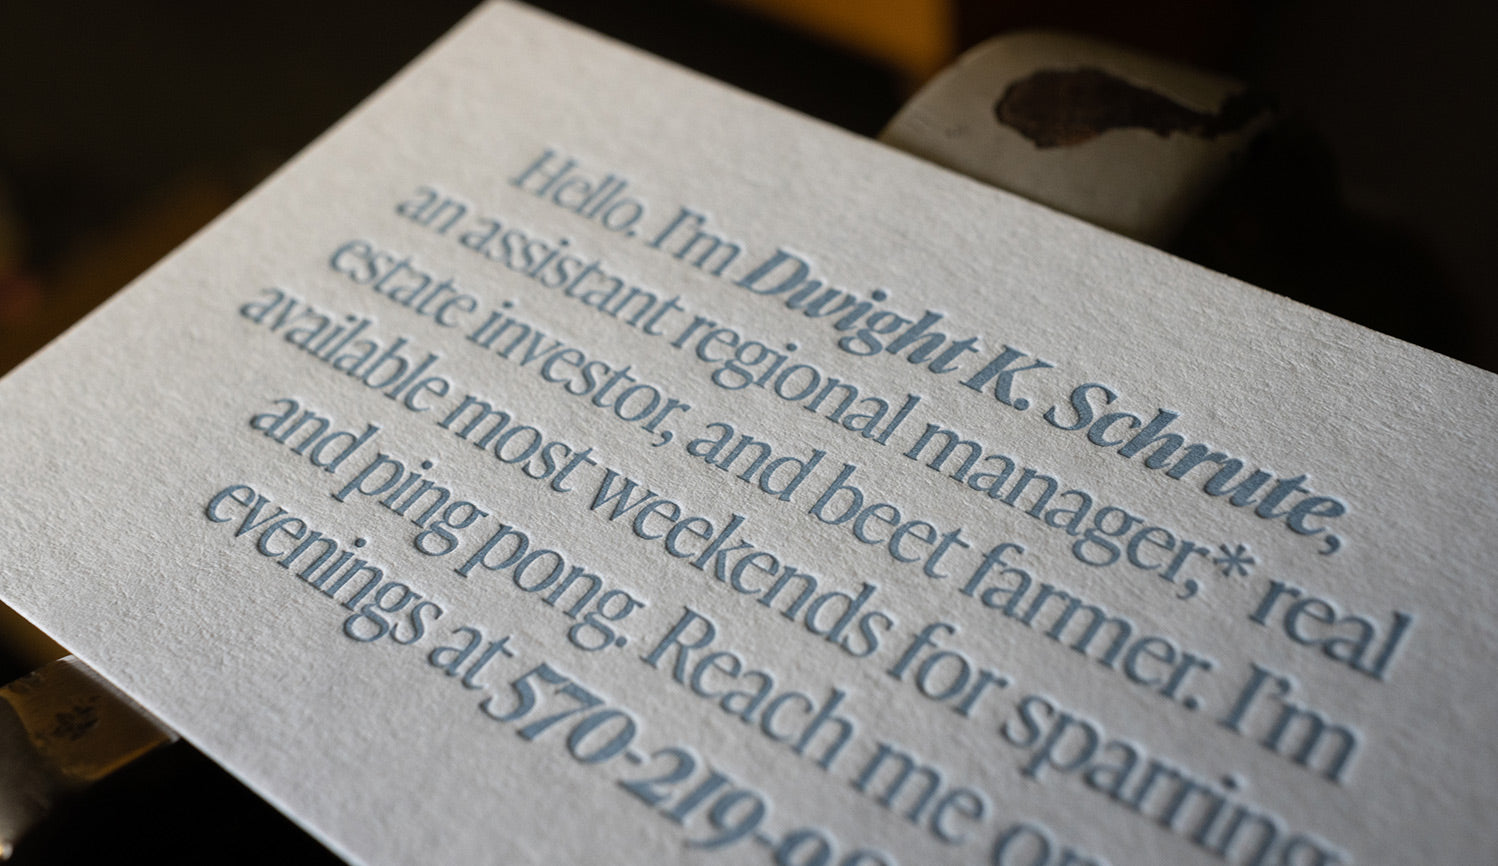 Hello. I'm Dwight K. Schrute,
an assistant regional manager,* real
estate investor, and beet farmer. I'm
available most weekends for sparring
and ping pong. Reach me
evenings at 570-219-